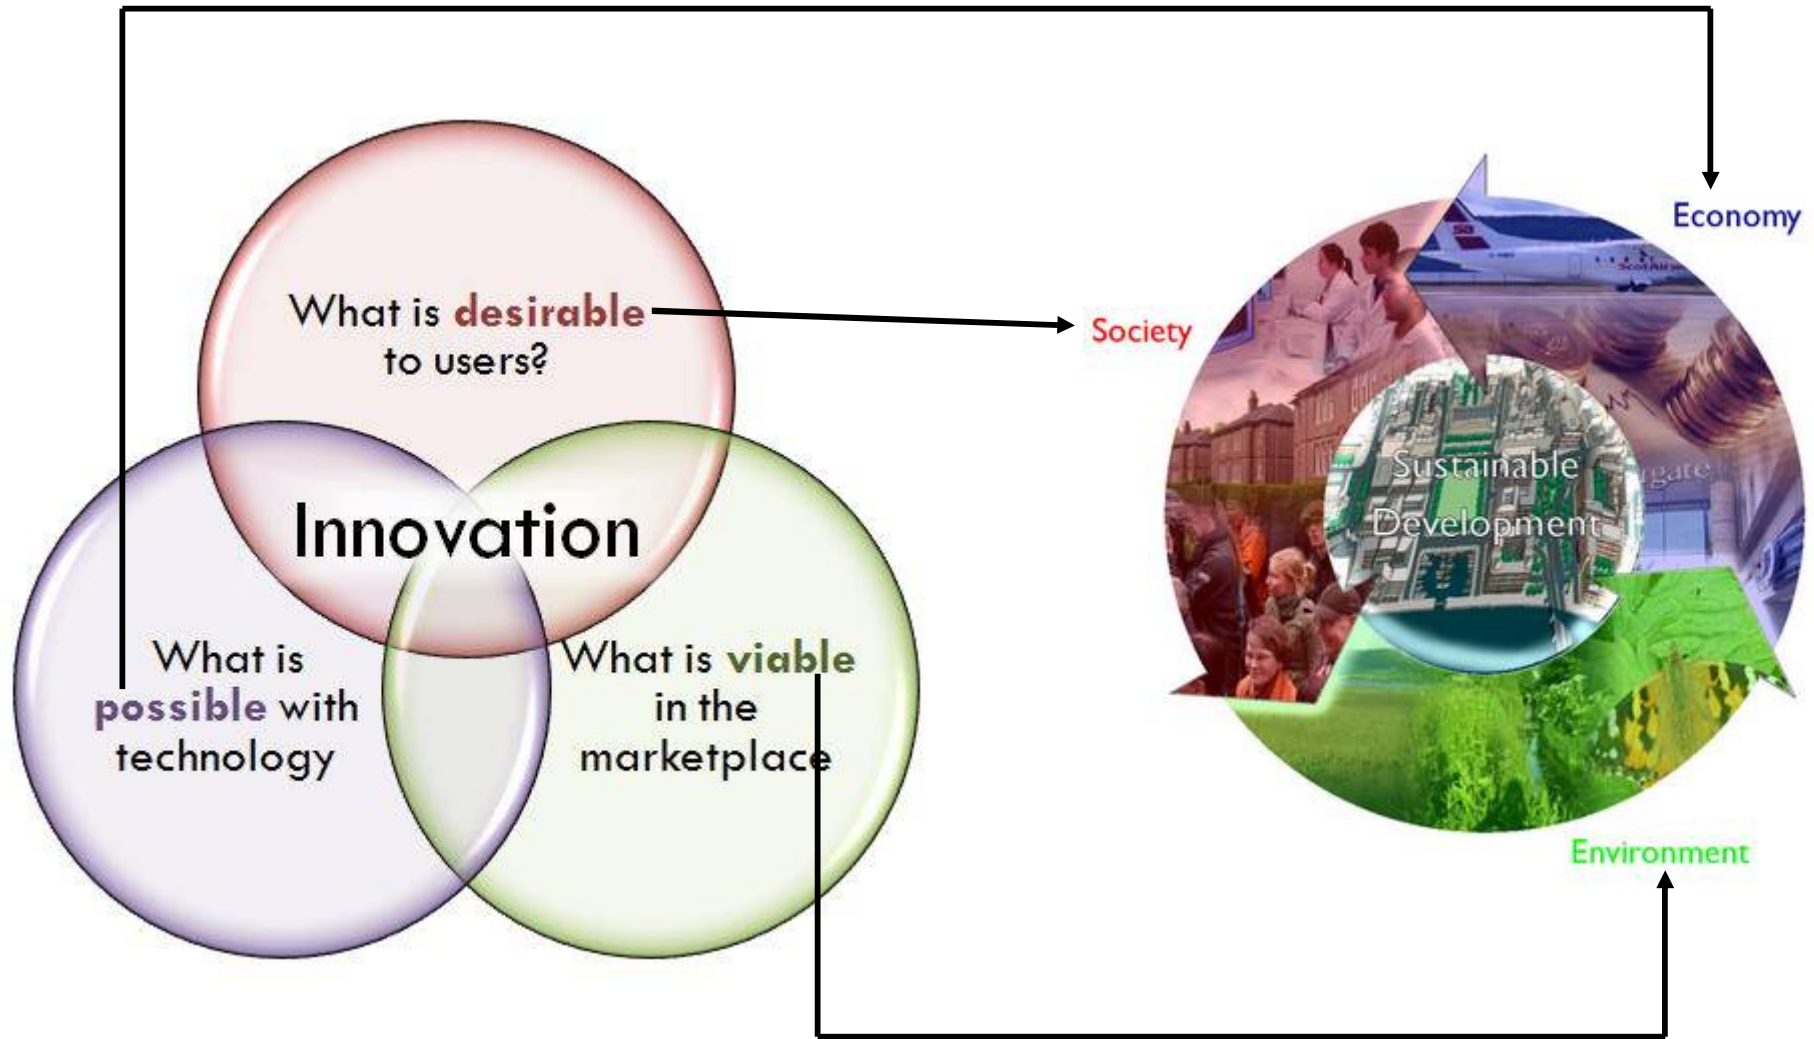 What is desirable
to users?
Innovation
What is
possible with
technology
What is viable
in the
marketplace
Economy
Society
Sustainable
Development
Environment